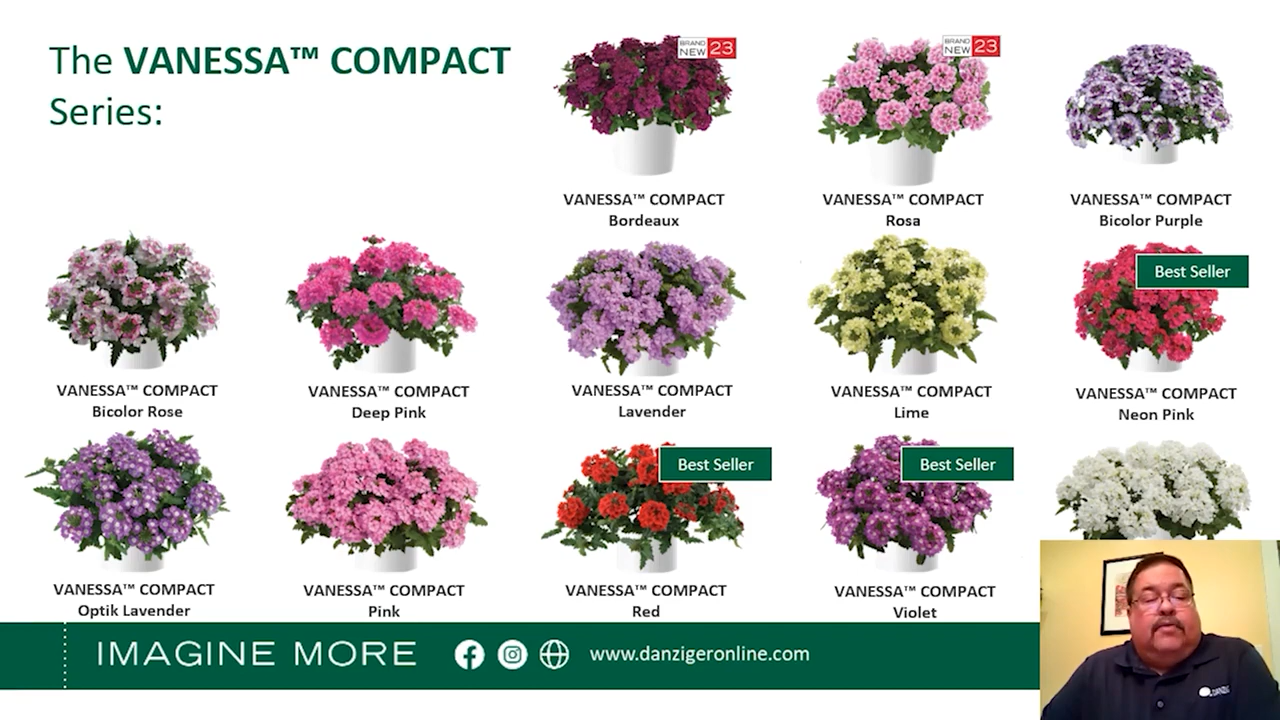 The VANESSA™ COMPACT
Series:
BRAND
NEW 23
BRAND
NEW 23
VANESSA™ COMPACT
Bordeaux
VANESSA™ COMPACT
Rosa
VANESSA™ COMPACT
Bicolor Purple
Best Seller
VANESSA™ COMPACT
Bicolor Rose
VANESSA™ COMPACT
Deep Pink
VANESSA™ COMPACT
Lavender
VANESSA™ COMPACT
Lime
VANESSA™ COMPACT
Neon Pink
Best Seller
Best Seller
VANESSA™ COMPACT
Optik Lavender
VANESSA™ COMPACT
Pink
VANESSA™ COMPACT
Red
VANESSA™ COMPACT
Violet
IMAGINE MORE
www.danzigeronline.com